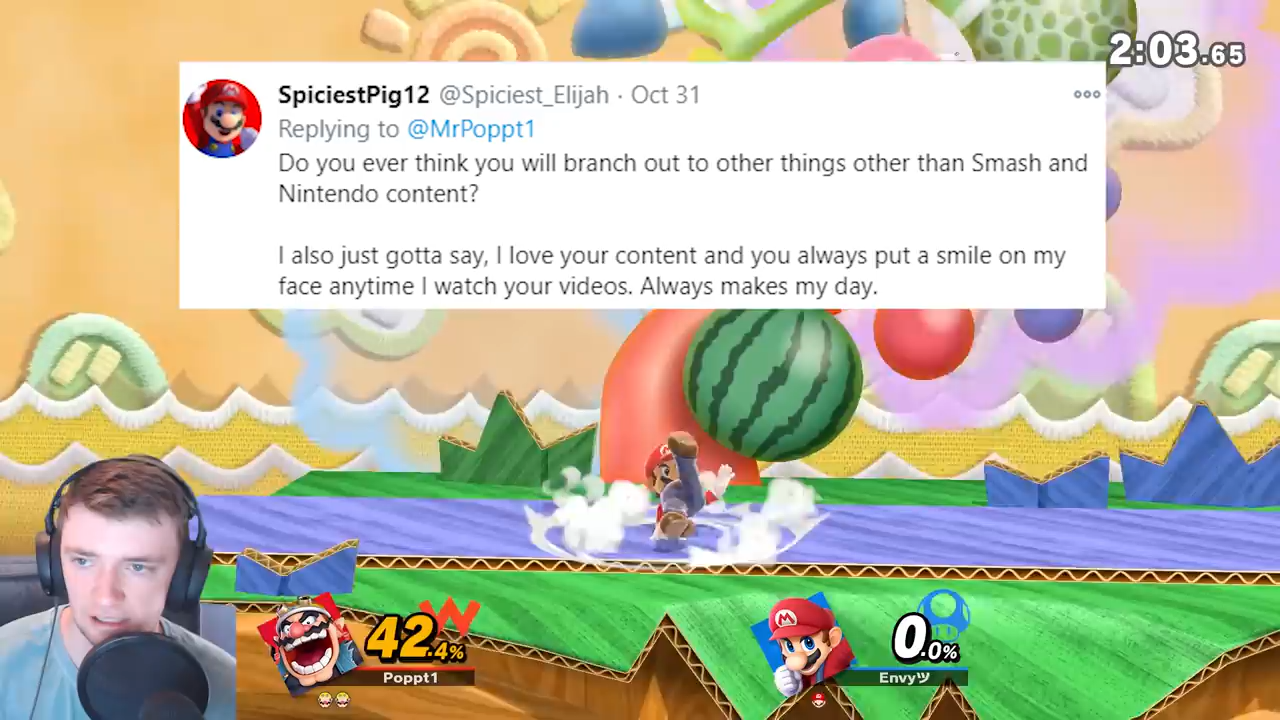 2:03.65
SpiciestPig12 @Spiciest_Elijah · Oct 31
Replying to @MrPoppt1
Do you ever think you will branch out to other things other than Smash and
Nintendo content?
I also just gotta say, I love your content and you always put a smile on my
face anytime I watch your videos. Always makes my day.
42.4%
Poppt1
0.0%
Envyツ